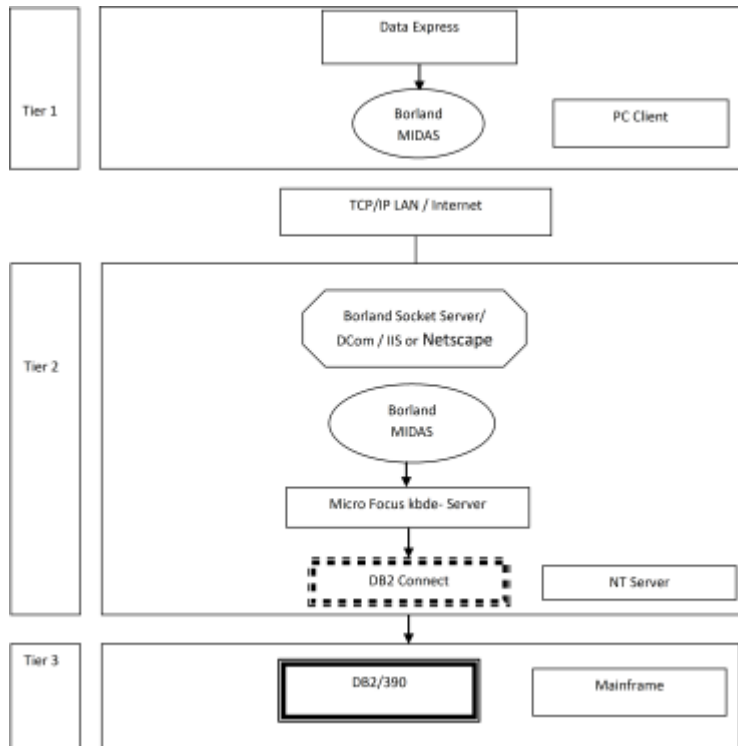 Data Express
Tier 1
Borland
MIDAS
PC Client
TCP/IP LAN / Internet
Borland Socket Server/
DCom / IIS or Netscape
Tier 2
Borland
MIDAS
Micro Focus kbde- Server
DB2 Connect
NT Server
Tier 3
DB2/390
Mainframe